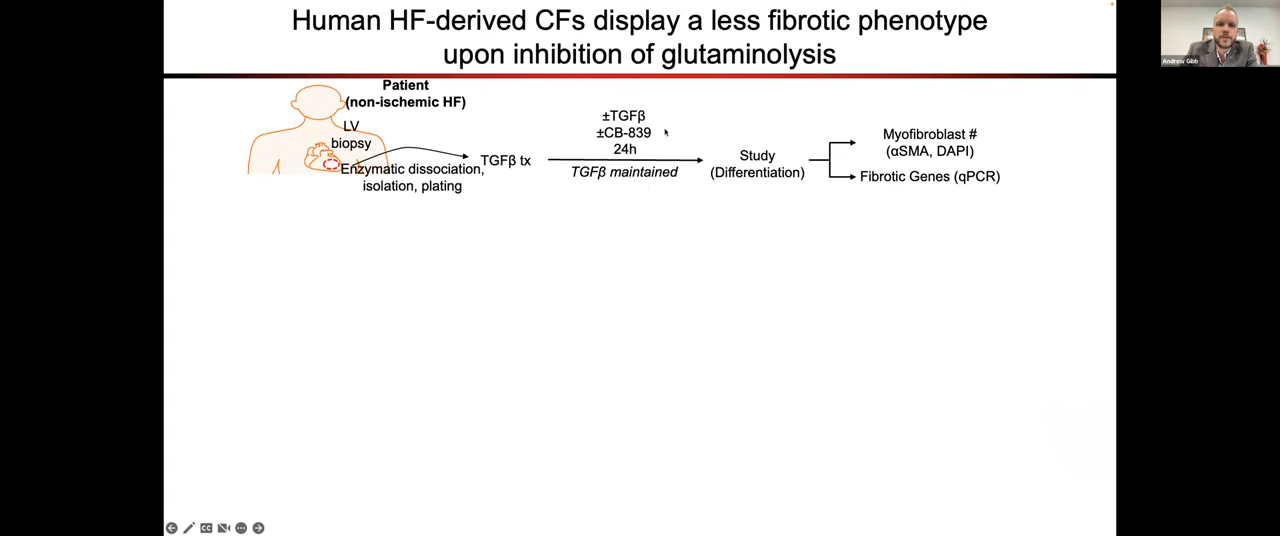 Human HF-derived CFs display a less fibrotic phenotype
upon inhibition of glutaminolysis
Andrew Gibb
Patient
(non-ischemic HF)
LV
biopsy
Enzymatic dissociation,
isolation, plating
TGFβ tx
±TGFβ
±CB-839
24h
TGFβ maintained
Study
(Differentiation)
Myofibroblast #
(αSMA, DAPI)
Fibrotic Genes (qPCR)
CC